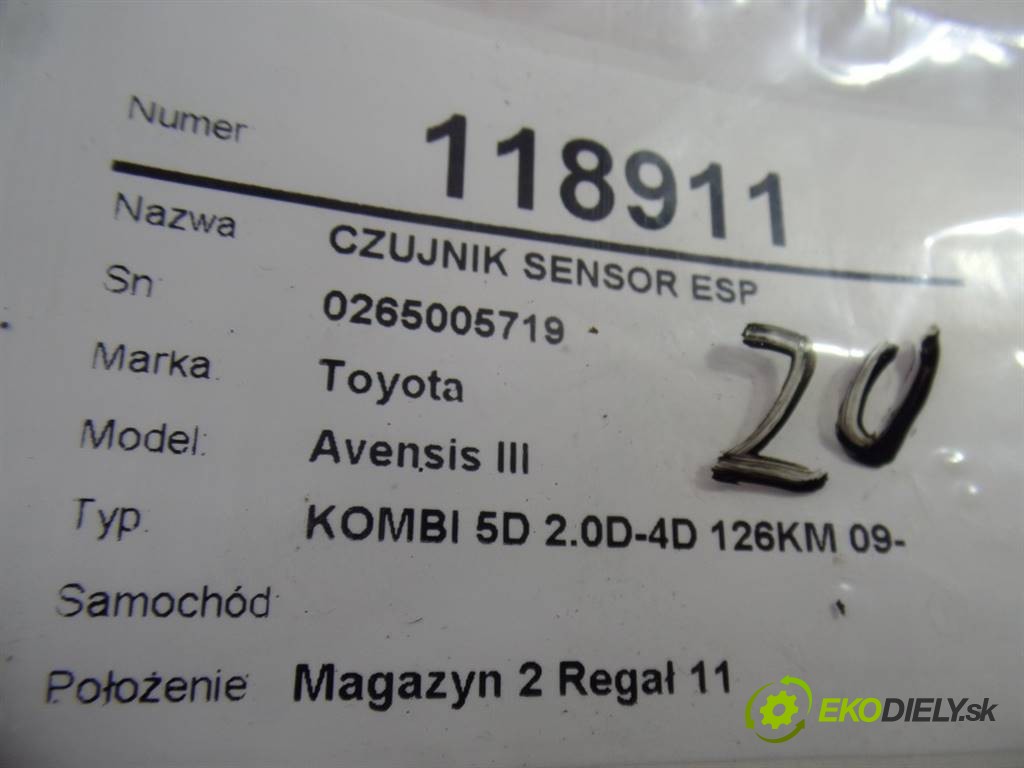 Numer 118911
Nazwa CZUJNIK SENSOR ESP
Sn 0265005719
Marka Toyota
Model: Avensis III
Typ. KOMBI 5D 2.0D-4D 126KM 09-
Samochód
Położenie Magazyn 2 Regał 11
20
EKODIELY.sk